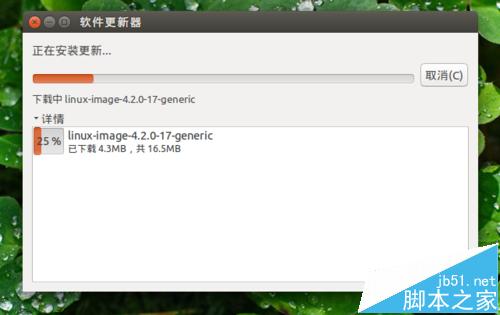 软件更新器
正在安装更新...
取消(C)
下载中 linux-image-4.2.0-17-generic
详情
25 %
linux-image-4.2.0-17-generic
已下载 4.3MB，共 16.5MB
jb51.net
脚本之家